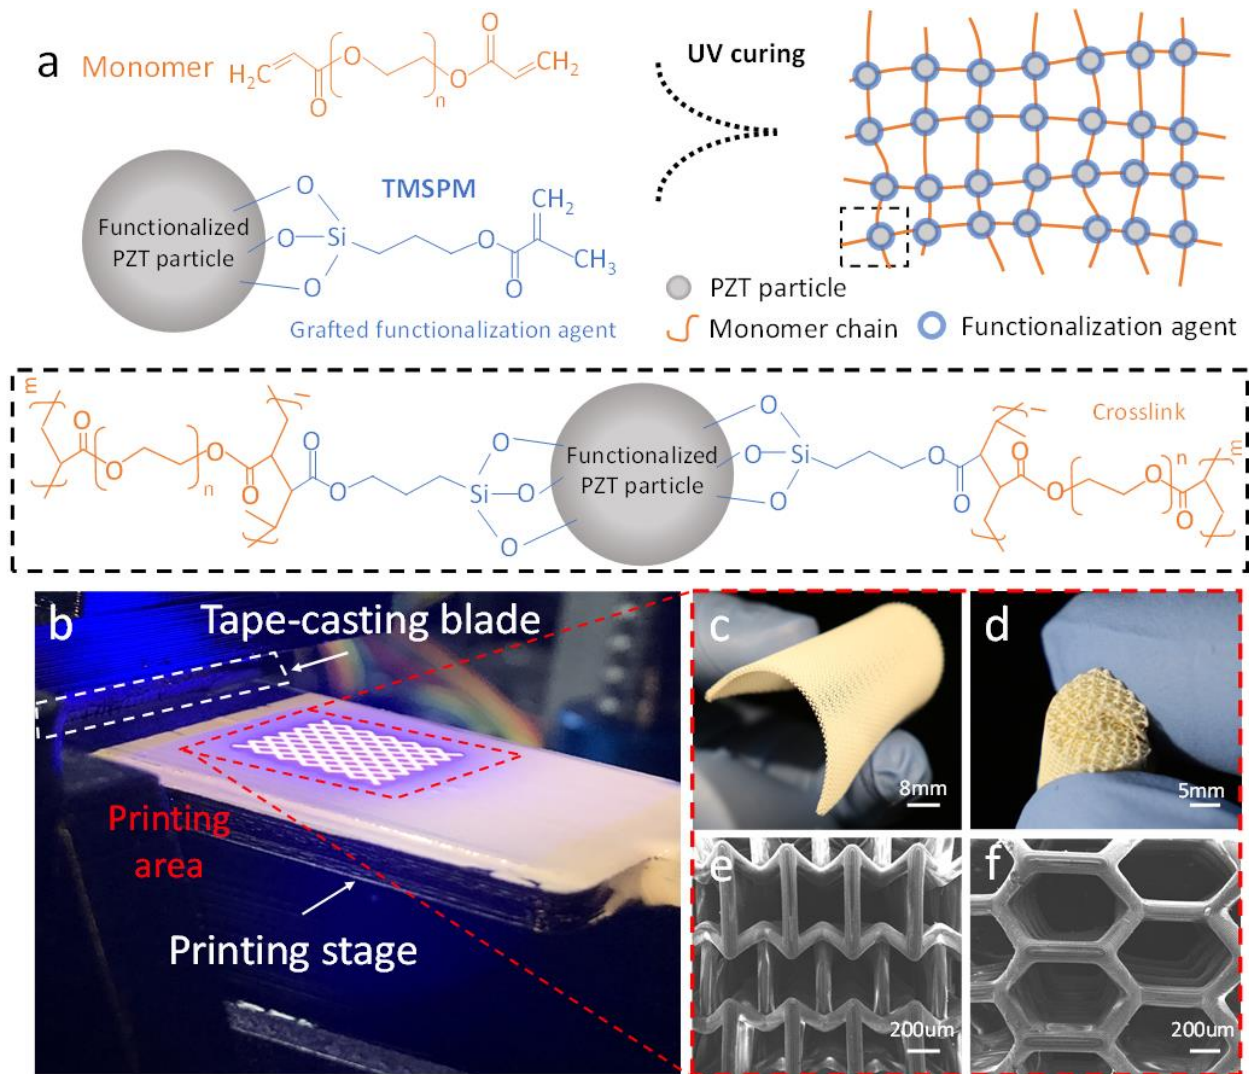 a
Monomer
H₂C
O
O
n
O
O
CH₂
UV curing
Functionalized
PZT particle
O
O
O
Si
TMSPM
O
O
CH₂
CH₃
Grafted functionalization agent
PZT particle
Monomer chain
Functionalization agent
m
O
O
n
O
O
l
O
O
Si
O
O
O
Functionalized
PZT particle
O
O
O
Si
O
O
l
O
O
n
O
O
m
Crosslink
b
Tape-casting blade
Printing
area
Printing stage
c
8mm
d
5mm
e
200um
f
200um